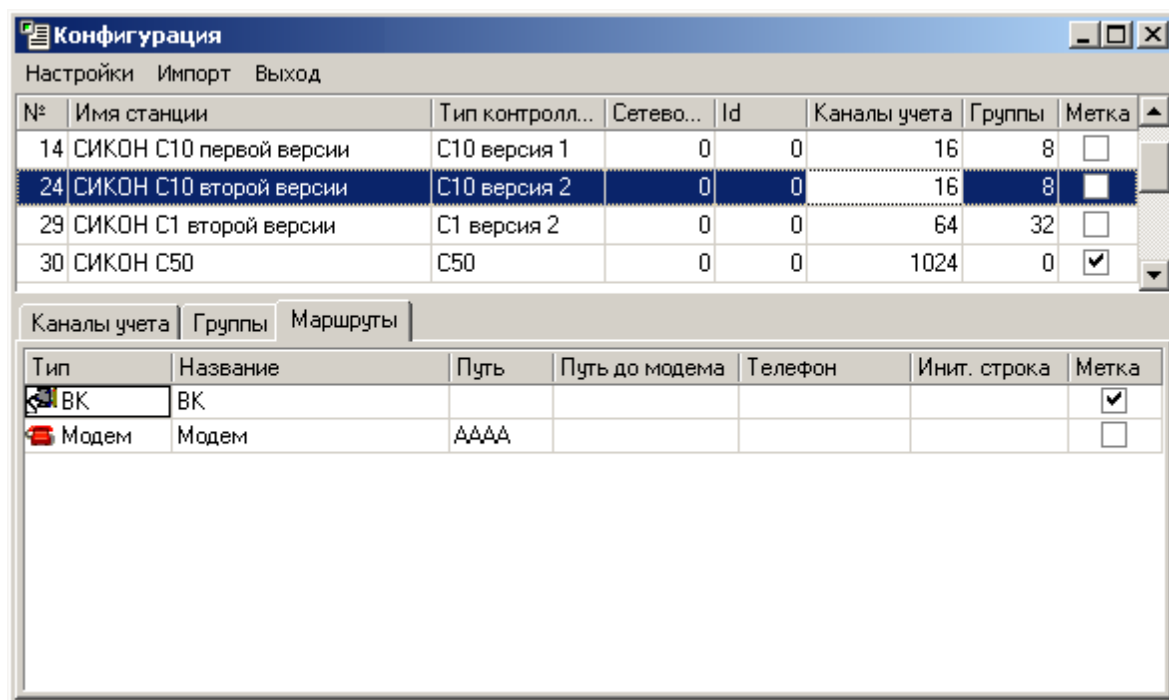 Конфигурация
Настройки Импорт Выход
№ Имя станции Тип контролл... Сетево... Id Каналы учета Группы Метка
14 СИКОН С10 первой версии С10 версия 1 0 0 16 8
24 СИКОН С10 второй версии С10 версия 2 0 0 16 8
29 СИКОН С1 второй версии С1 версия 2 0 0 64 32
30 СИКОН С50 С50 0 0 1024 0
Каналы учета Группы Маршруты
Тип Название Путь Путь до модема Телефон Инит. строка Метка
ВК ВК
Модем Модем АААА